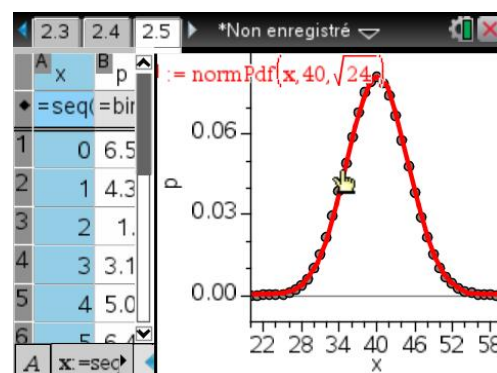 2.3 2.4 2.5 *Non enregistré
A x B p
=seq( =bin
1 0 6.5
2 1 4.3
3 2 1.
4 3 3.1
5 4 5.0
6 5 6.4
A x:=seq
:= normPdf(x,40,√24)
0.06
p
0.03
0.00
22 28 34 40 46 52 58
x